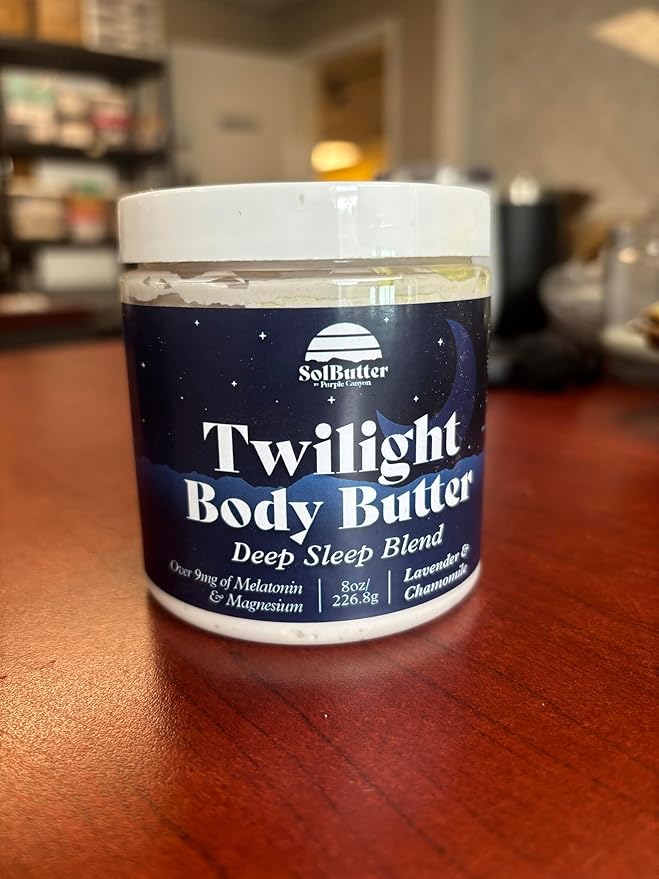 SolButter
BY Purple Canyon
Twilight
Body Butter
Deep Sleep Blend
Over 9mg of Melatonin
& Magnesium
8oz/
226.8g
Lavender &
Chamomile